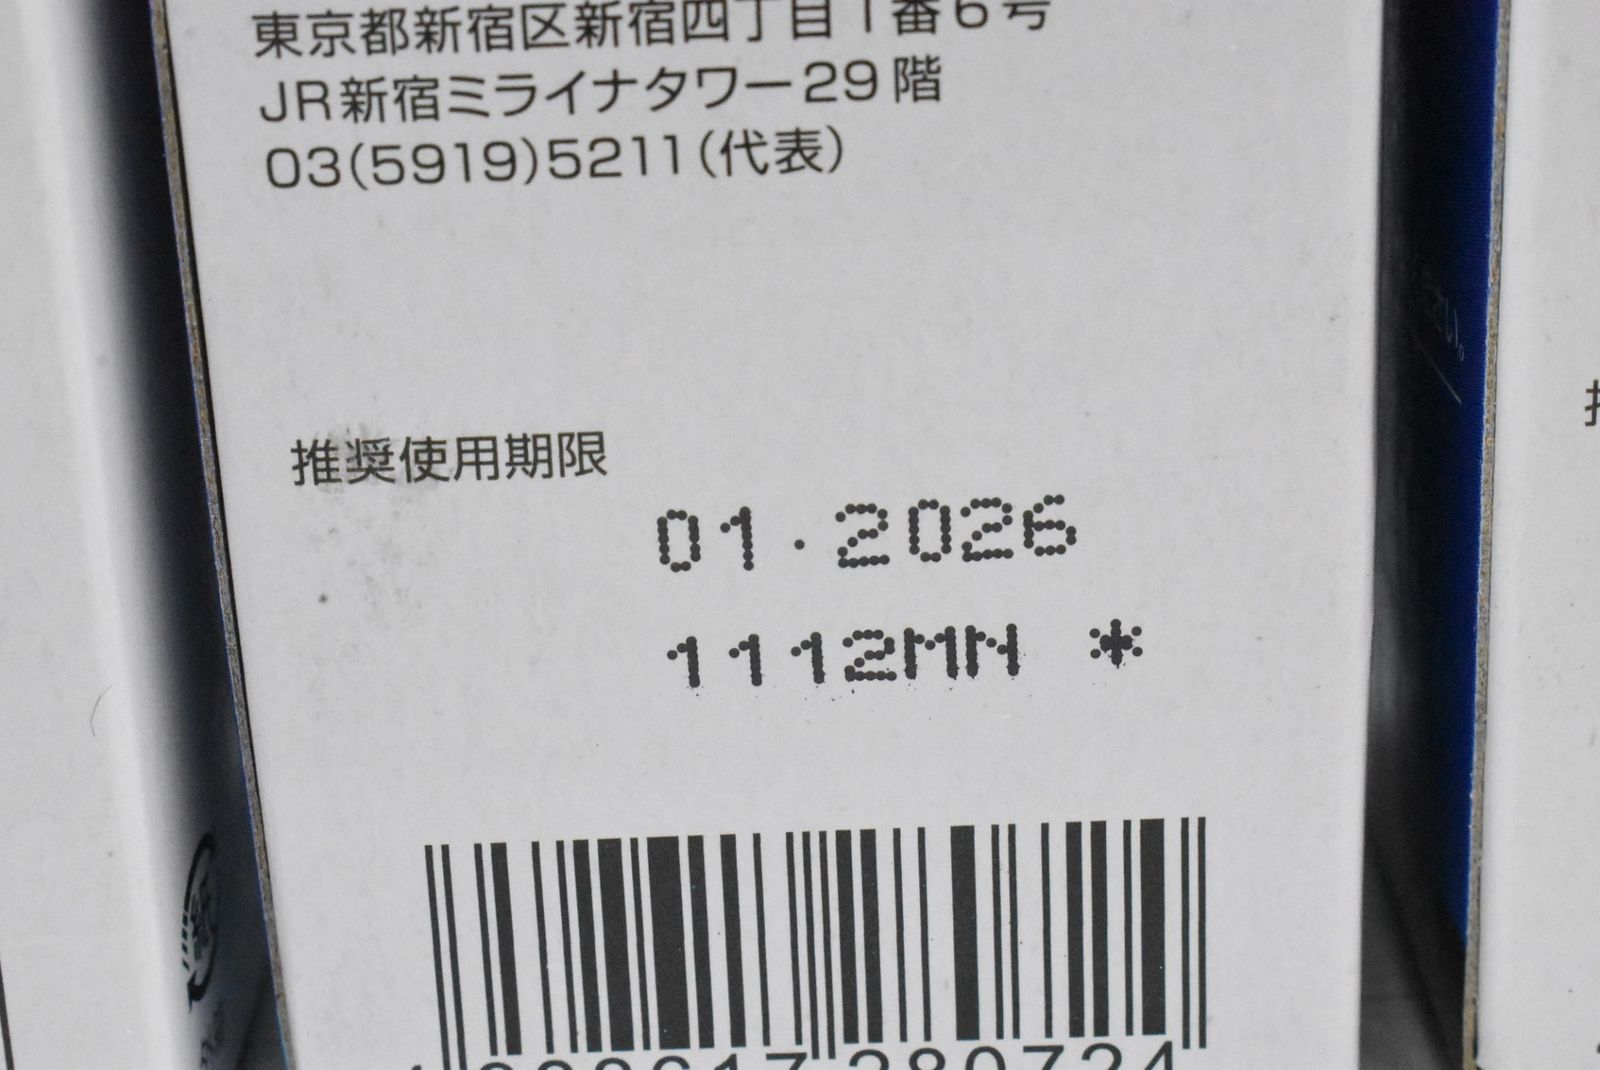 東京都新宿区新宿四丁目1番6号
JR新宿ミライナタワー29階
03(5919)5211(代表)
推奨使用期限
01・2026
1112MN *